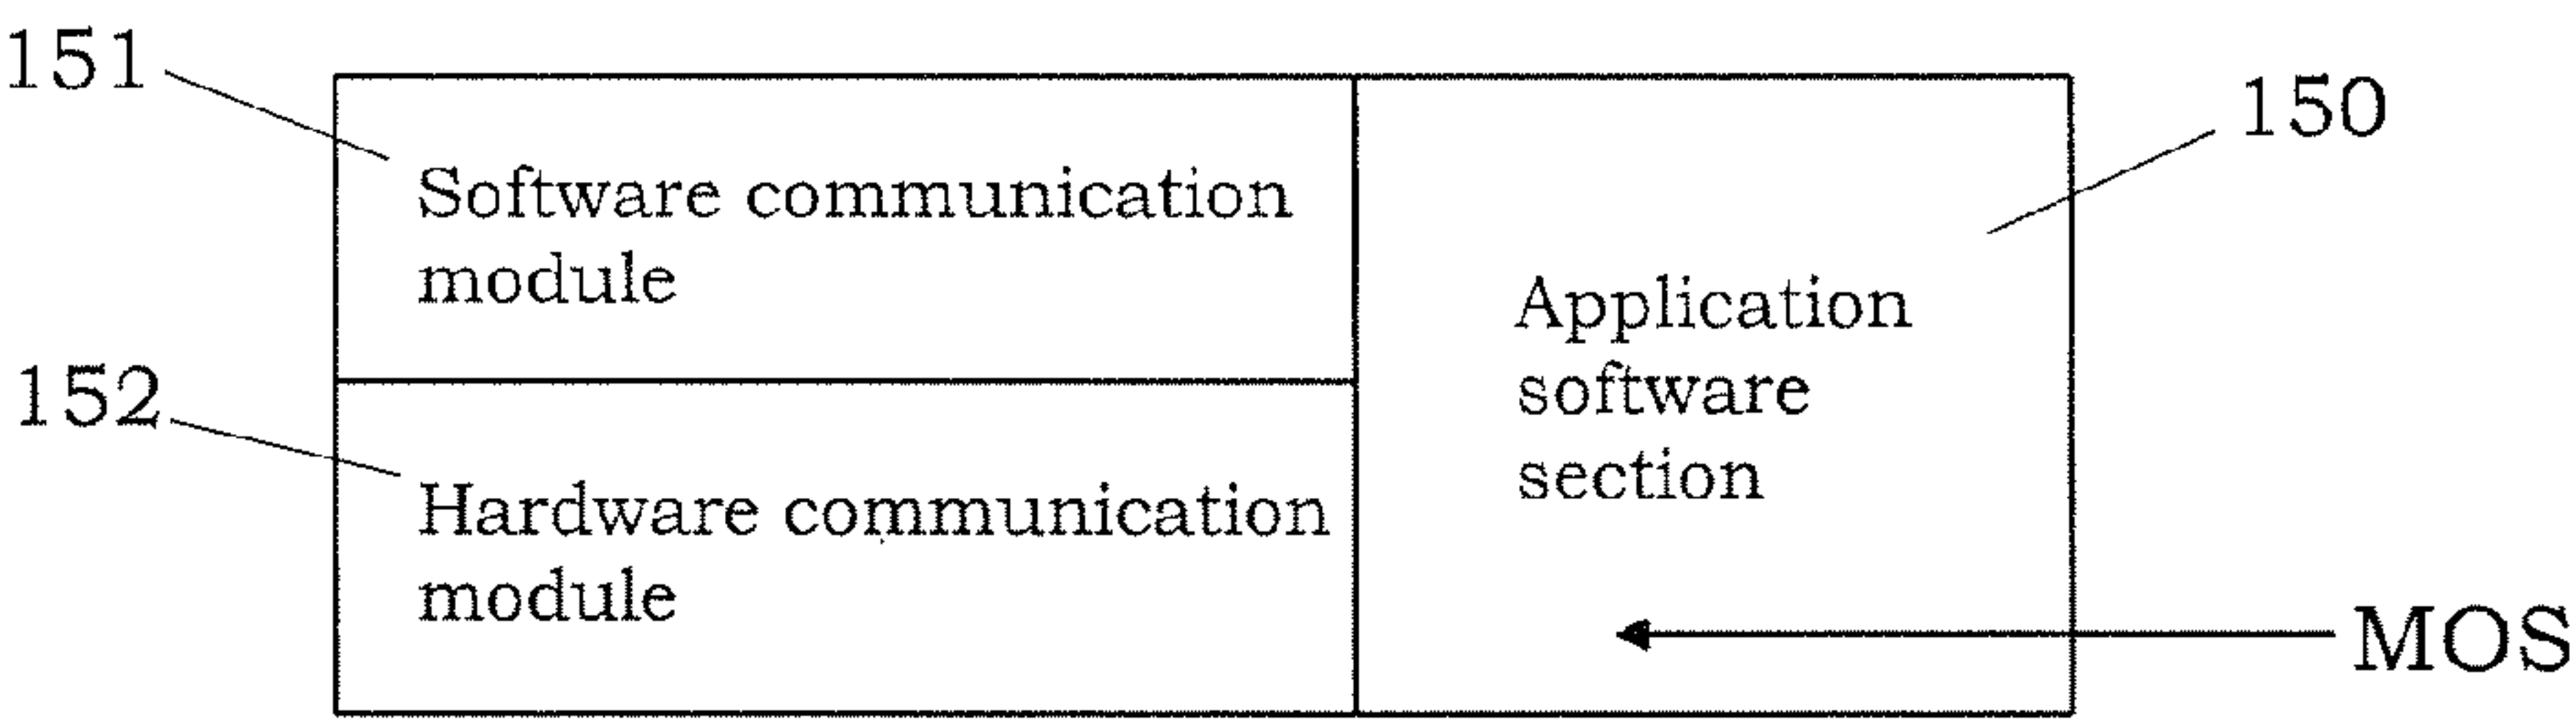 151
Software communication
module
152
Hardware communication
module
150
Application
software
section
MOS